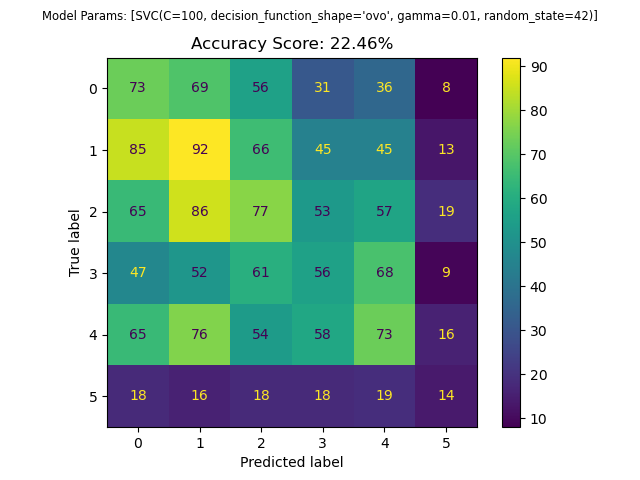 Model Params: [SVC(C=100, decision_function_shape='ovo', gamma=0.01, random_state=42)]
Accuracy Score: 22.46%
0 73 69 56 31 36 8
1 85 92 66 45 45 13
2 65 86 77 53 57 19
3 47 52 61 56 68 9
4 65 76 54 58 73 16
5 18 16 18 18 19 14
0 1 2 3 4 5
True label
Predicted label
90
80
70
60
50
40
30
20
10